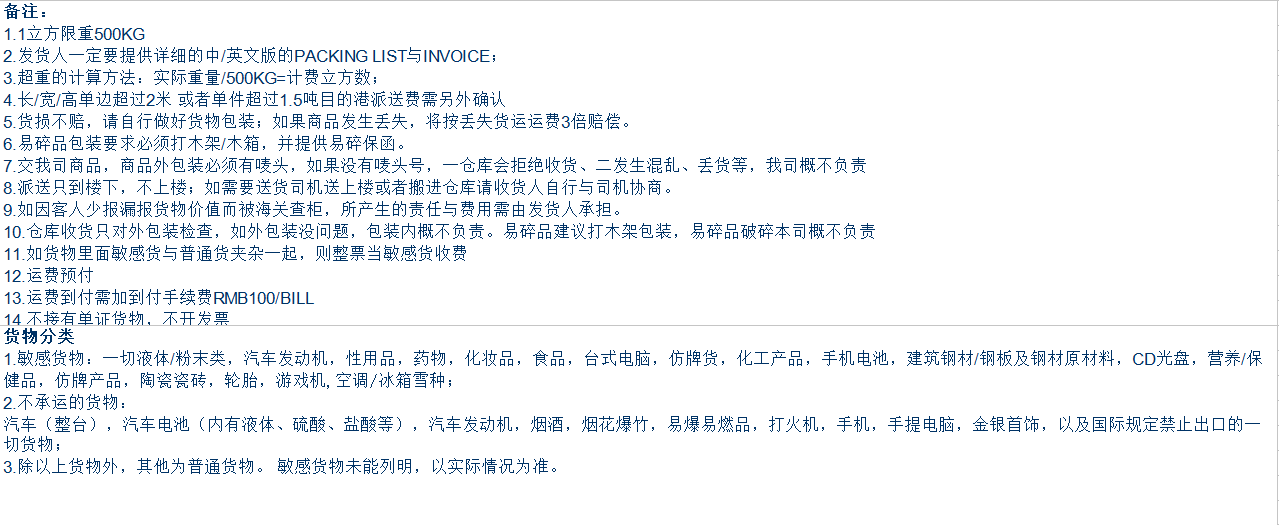 备注：
1.1立方限重500KG
2.发货人一定要提供详细的中/英文版的PACKING LIST与INVOICE；
3.超重的计算方法：实际重量/500KG=计费立方数；
4.长/宽/高单边超过2米 或者单件超过1.5吨目的港派送费需另外确认
5.货损不赔，请自行做好货物包装；如果商品发生丢失，将按丢失货运运费3倍赔偿。
6.易碎品包装要求必须打木架/木箱，并提供易碎保函。
7.交我司商品，商品外包装必须有唛头，如果没有唛头号，一仓库会拒绝收货、二发生混乱、丢货等，我司概不负责
8.派送只到楼下，不上楼；如需要送货司机送上楼或者搬进仓库请收货人自行与司机协商。
9.如因客人少报漏报货物价值而被海关查柜，所产生的责任与费用需由发货人承担。
10.仓库收货只对外包装检查，如外包装没问题，包装内概不负责。易碎品建议打木架包装，易碎品破碎本司概不负责
11.如货物里面敏感货与普通货夹杂一起，则整票当敏感货收费
12.运费预付
13.运费到付需加到付手续费RMB100/BILL
14.不接有单证货物，不开发票
货物分类
1.敏感货物：一切液体/粉末类，汽车发动机，性用品，药物，化妆品，食品，台式电脑，仿牌货，化工产品，手机电池，建筑钢材/钢板及钢材原材料，CD光盘，营养/保
健品，仿牌产品，陶瓷瓷砖，轮胎，游戏机,空调/冰箱雪种；
2.不承运的货物：
汽车（整台），汽车电池（内有液体、硫酸、盐酸等），汽车发动机，烟酒，烟花爆竹，易爆易燃品，打火机，手机，手提电脑，金银首饰，以及国际规定禁止出口的一
切货物；
3.除以上货物外，其他为普通货物。 敏感货物未能列明，以实际情况为准。